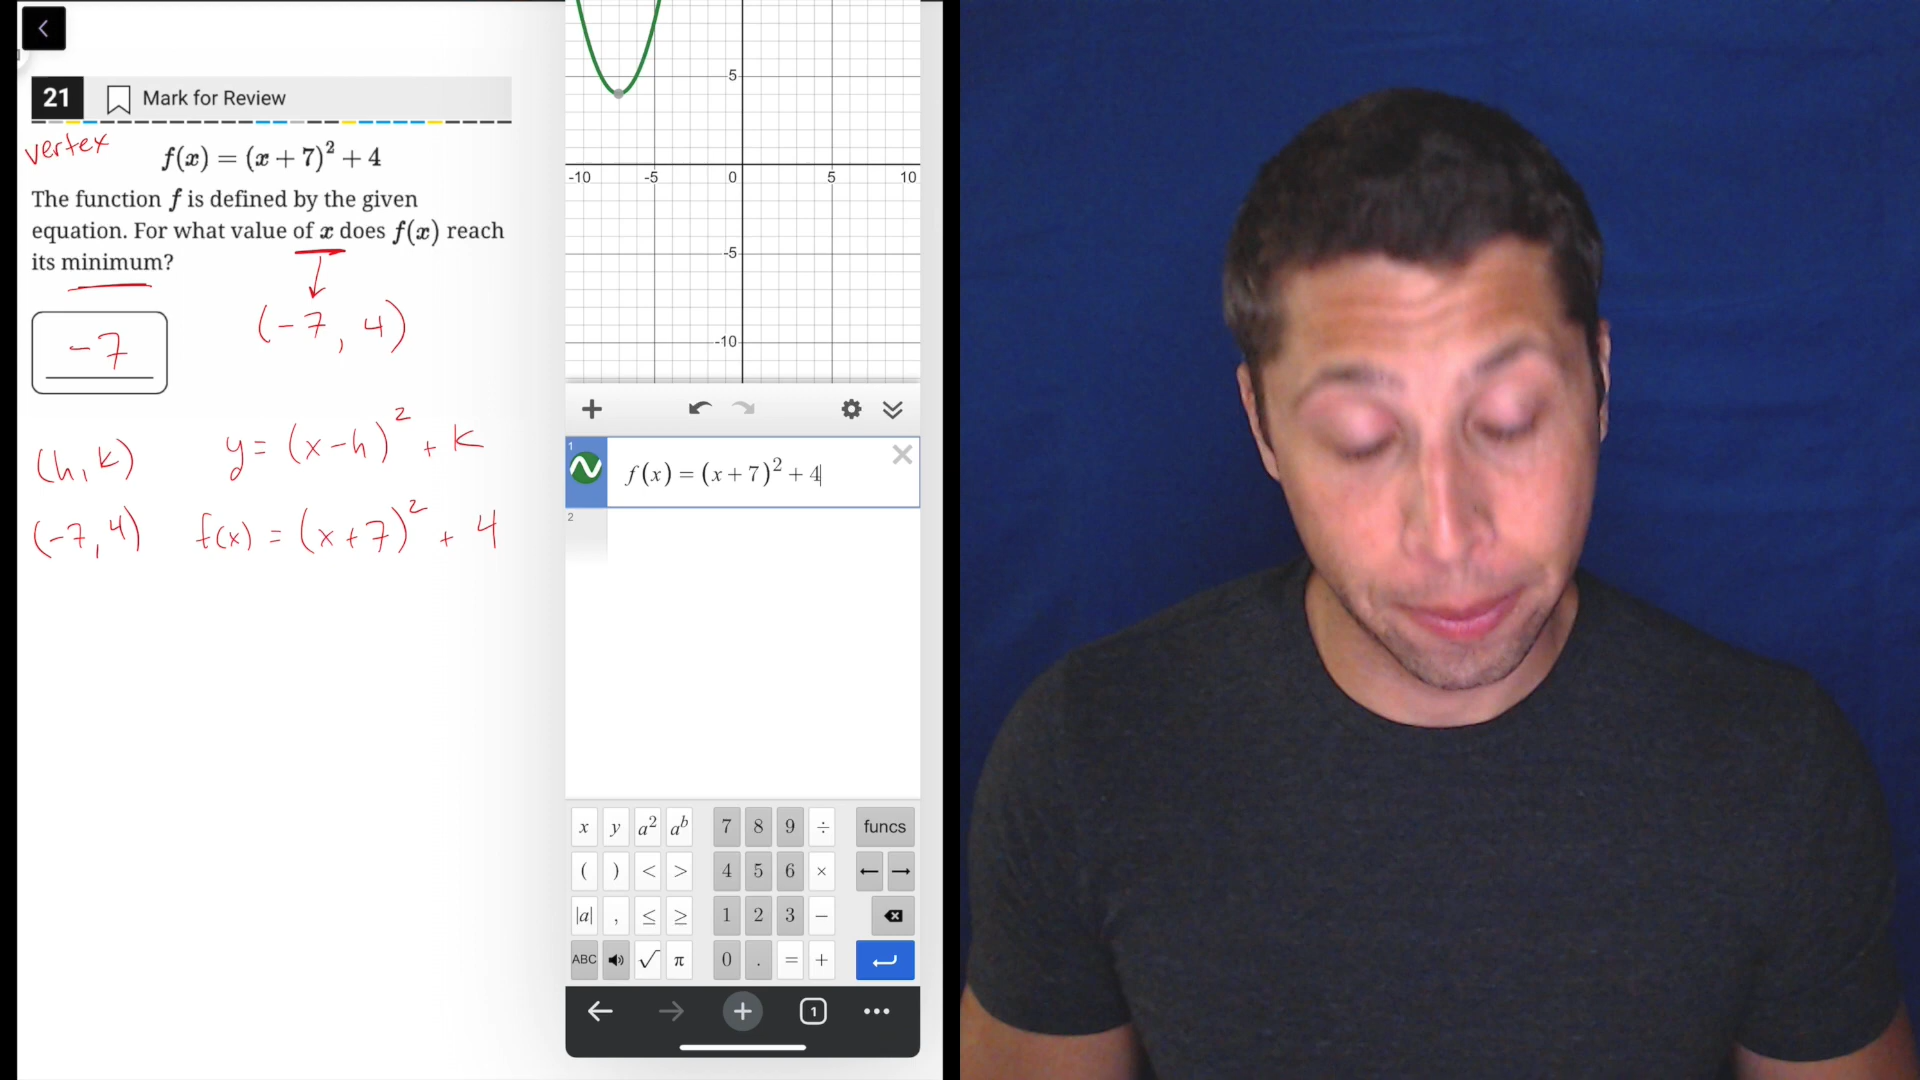 21 Mark for Review
vertex
f(x) = (x + 7)² + 4
The function f is defined by the given
equation. For what value of x does f(x) reach
its minimum?
(-7, 4)
-7
(h, k) y = (x-h)² + k
(-7, 4) f(x) = (x+7)² + 4
5
-10 -5 0 5 10
-5
-10
1
f(x) = (x + 7)² + 4
2
x y a² aᵇ 7 8 9 ÷ funcs
( ) < > 4 5 6 × ← →
|a| , ≤ ≥ 1 2 3 −
ABC √ π 0 . = +
1